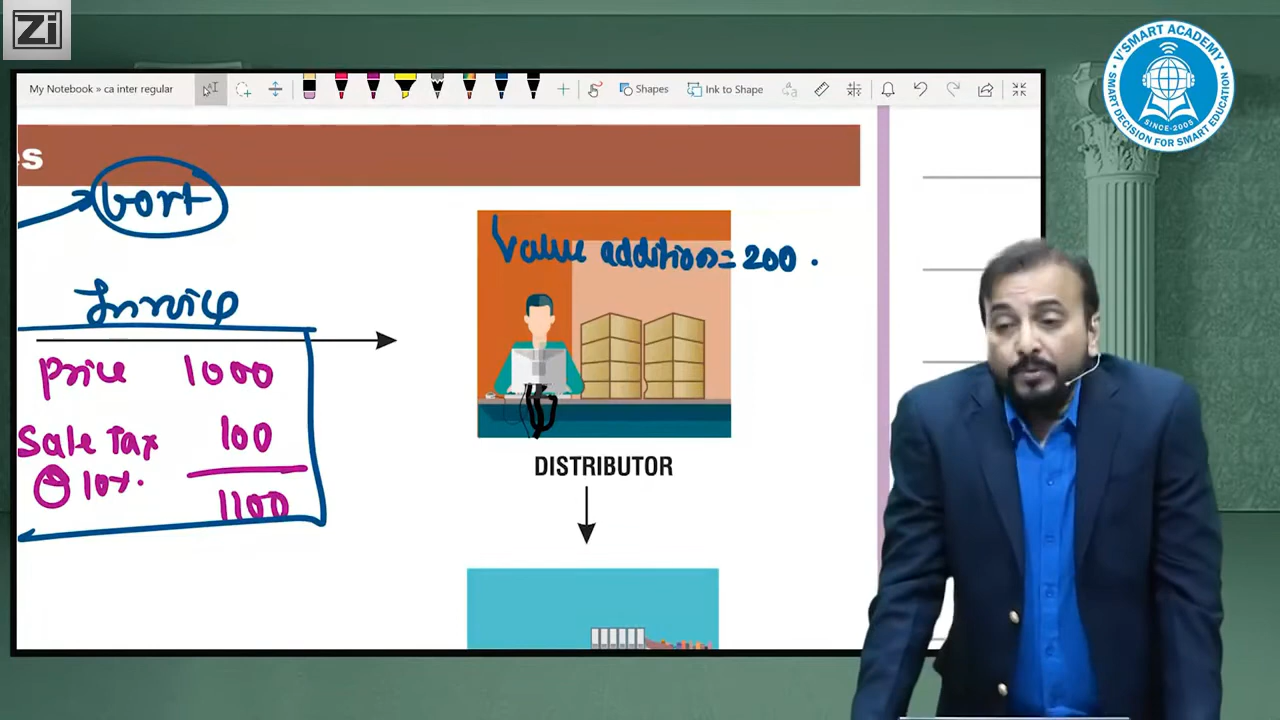 Zi
V'SMART ACADEMY
SMART DECISION FOR SMART EDUCATION
SINCE-2005
My Notebook » ca inter regular
Shapes
Ink to Shape
s
Govt
Invoice
Value addition = 200.
Price 1000
Sale Tax 100
@ 10%.
1100
DISTRIBUTOR